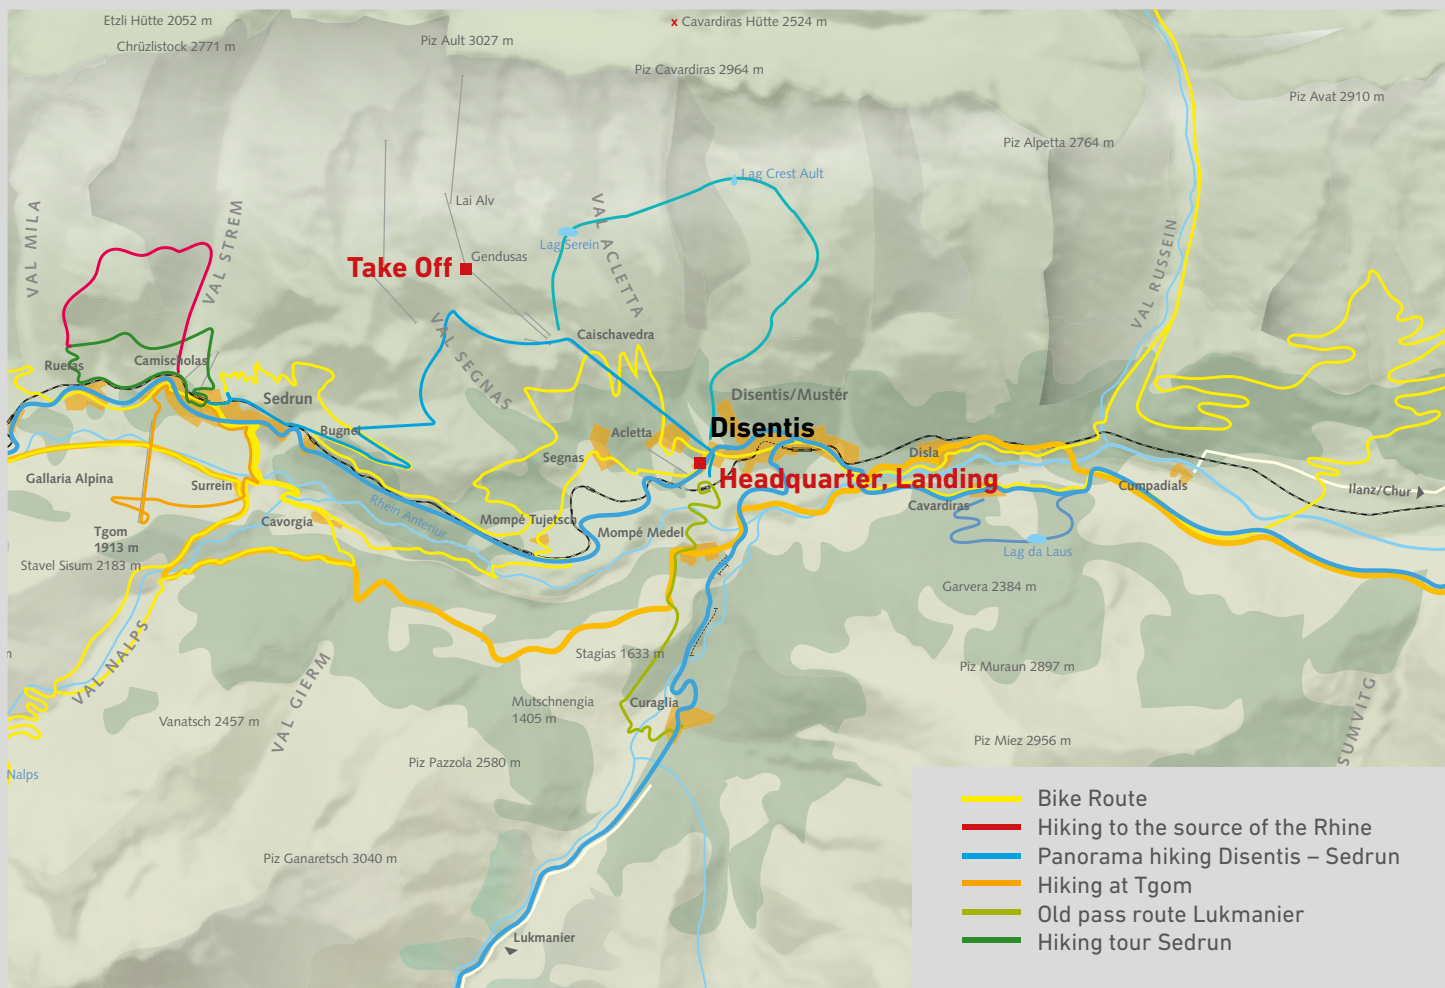 Etzli Hütte 2052 m
x Cavardiras Hütte 2524 m
Chrüzlistock 2771 m
Piz Ault 3027 m
Piz Cavardiras 2964 m
Piz Avat 2910 m
Piz Alpetta 2764 m
Lag Crest Ault
VAL MILA
VAL STREM
Lai Alv
VAL ACLETTA
Lag Serein
Gendusas
Take Off
VAL RUSSEIN
VAL SEGNAS
Caischavedra
Rueras
Camischolas
Sedrun
Disentis/Mustér
Disentis
Bugnei
Acletta
Segnas
Disla
Headquarter, Landing
Gallaria Alpina
Surrein
Cumpadials
Ilanz/Chur
Rhein Anteriur
Cavorgia
Mompé Tujetsch
Mompé Medel
Cavardiras
Tgom
1913 m
Lag da Laus
Stavel Sisum 2183 m
Garvera 2384 m
VAL NALPS
VAL GIERM
Stagias 1633 m
n
Piz Muraun 2897 m
Mutschnengia
1405 m
Curaglia
SUMVITG
Vanatsch 2457 m
Piz Miez 2956 m
Piz Pazzola 2580 m
Nalps
Piz Ganaretsch 3040 m
Lukmanier
Bike Route
Hiking to the source of the Rhine
Panorama hiking Disentis – Sedrun
Hiking at Tgom
Old pass route Lukmanier
Hiking tour Sedrun